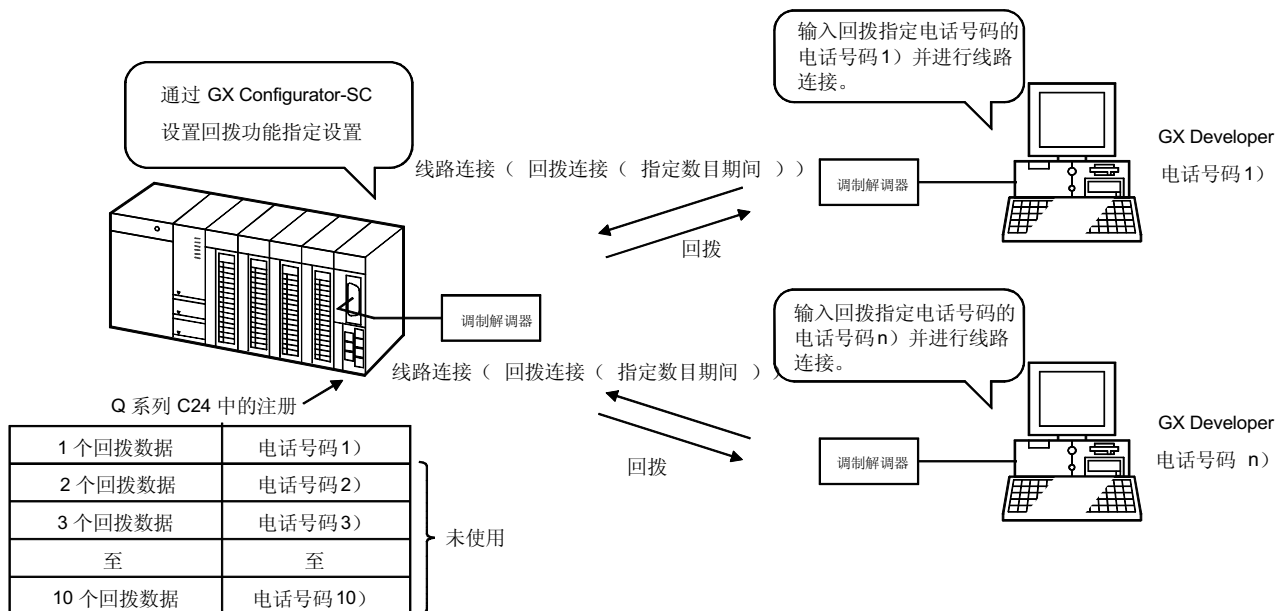 输入回拨指定电话号码的
电话号码1）并进行线路
连接。
通过 GX Configurator-SC
设置回拨功能指定设置
GX Developer
电话号码1）
线路连接（ 回拨连接（ 指定数目期间 ））
调制解调器
回拨
调制解调器
输入回拨指定电话号码的
电话号码n）并进行线路
连接。
线路连接（ 回拨连接（ 指定数目期间 ））
Q 系列 C24 中的注册
GX Developer
电话号码 n）
调制解调器
回拨
1 个回拨数据 电话号码1）
2 个回拨数据 电话号码2）
3 个回拨数据 电话号码3）
至 至
10 个回拨数据 电话号码10）
未使用